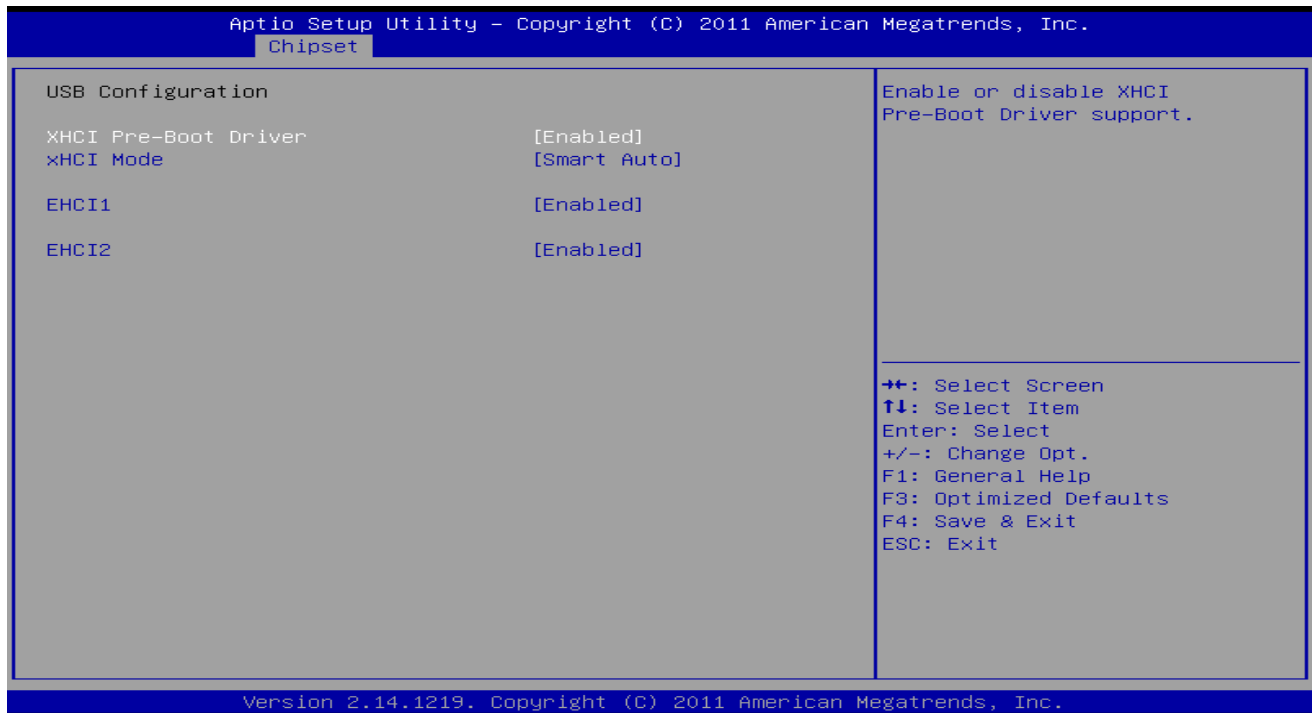 Aptio Setup Utility – Copyright (C) 2011 American Megatrends, Inc.
Chipset
USB Configuration
XHCI Pre-Boot Driver [Enabled]
xHCI Mode [Smart Auto]
EHCI1 [Enabled]
EHCI2 [Enabled]
Enable or disable XHCI
Pre-Boot Driver support.
→←: Select Screen
↑↓: Select Item
Enter: Select
+/-: Change Opt.
F1: General Help
F3: Optimized Defaults
F4: Save & Exit
ESC: Exit
Version 2.14.1219. Copyright (C) 2011 American Megatrends, Inc.